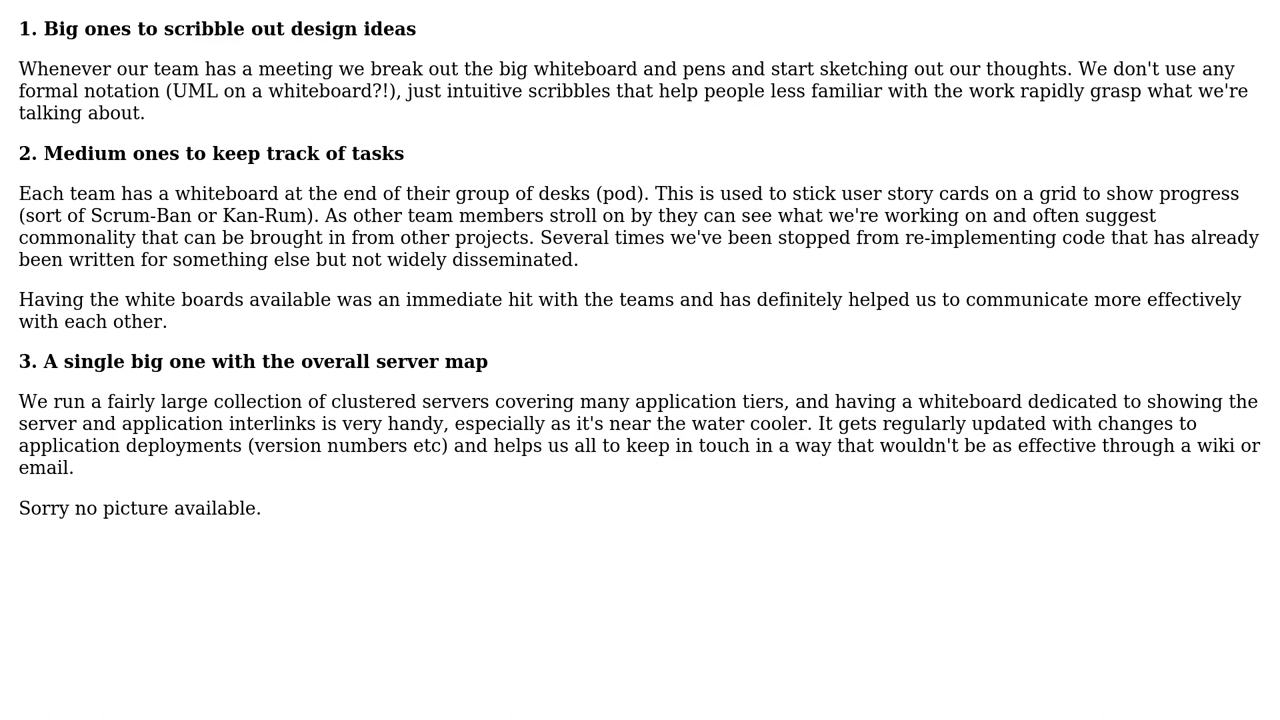 1. Big ones to scribble out design ideas
Whenever our team has a meeting we break out the big whiteboard and pens and start sketching out our thoughts. We don't use any
formal notation (UML on a whiteboard?!), just intuitive scribbles that help people less familiar with the work rapidly grasp what we're
talking about.
2. Medium ones to keep track of tasks
Each team has a whiteboard at the end of their group of desks (pod). This is used to stick user story cards on a grid to show progress
(sort of Scrum-Ban or Kan-Rum). As other team members stroll on by they can see what we're working on and often suggest
commonality that can be brought in from other projects. Several times we've been stopped from re-implementing code that has already
been written for something else but not widely disseminated.
Having the white boards available was an immediate hit with the teams and has definitely helped us to communicate more effectively
with each other.
3. A single big one with the overall server map
We run a fairly large collection of clustered servers covering many application tiers, and having a whiteboard dedicated to showing the
server and application interlinks is very handy, especially as it's near the water cooler. It gets regularly updated with changes to
application deployments (version numbers etc) and helps us all to keep in touch in a way that wouldn't be as effective through a wiki or
email.
Sorry no picture available.